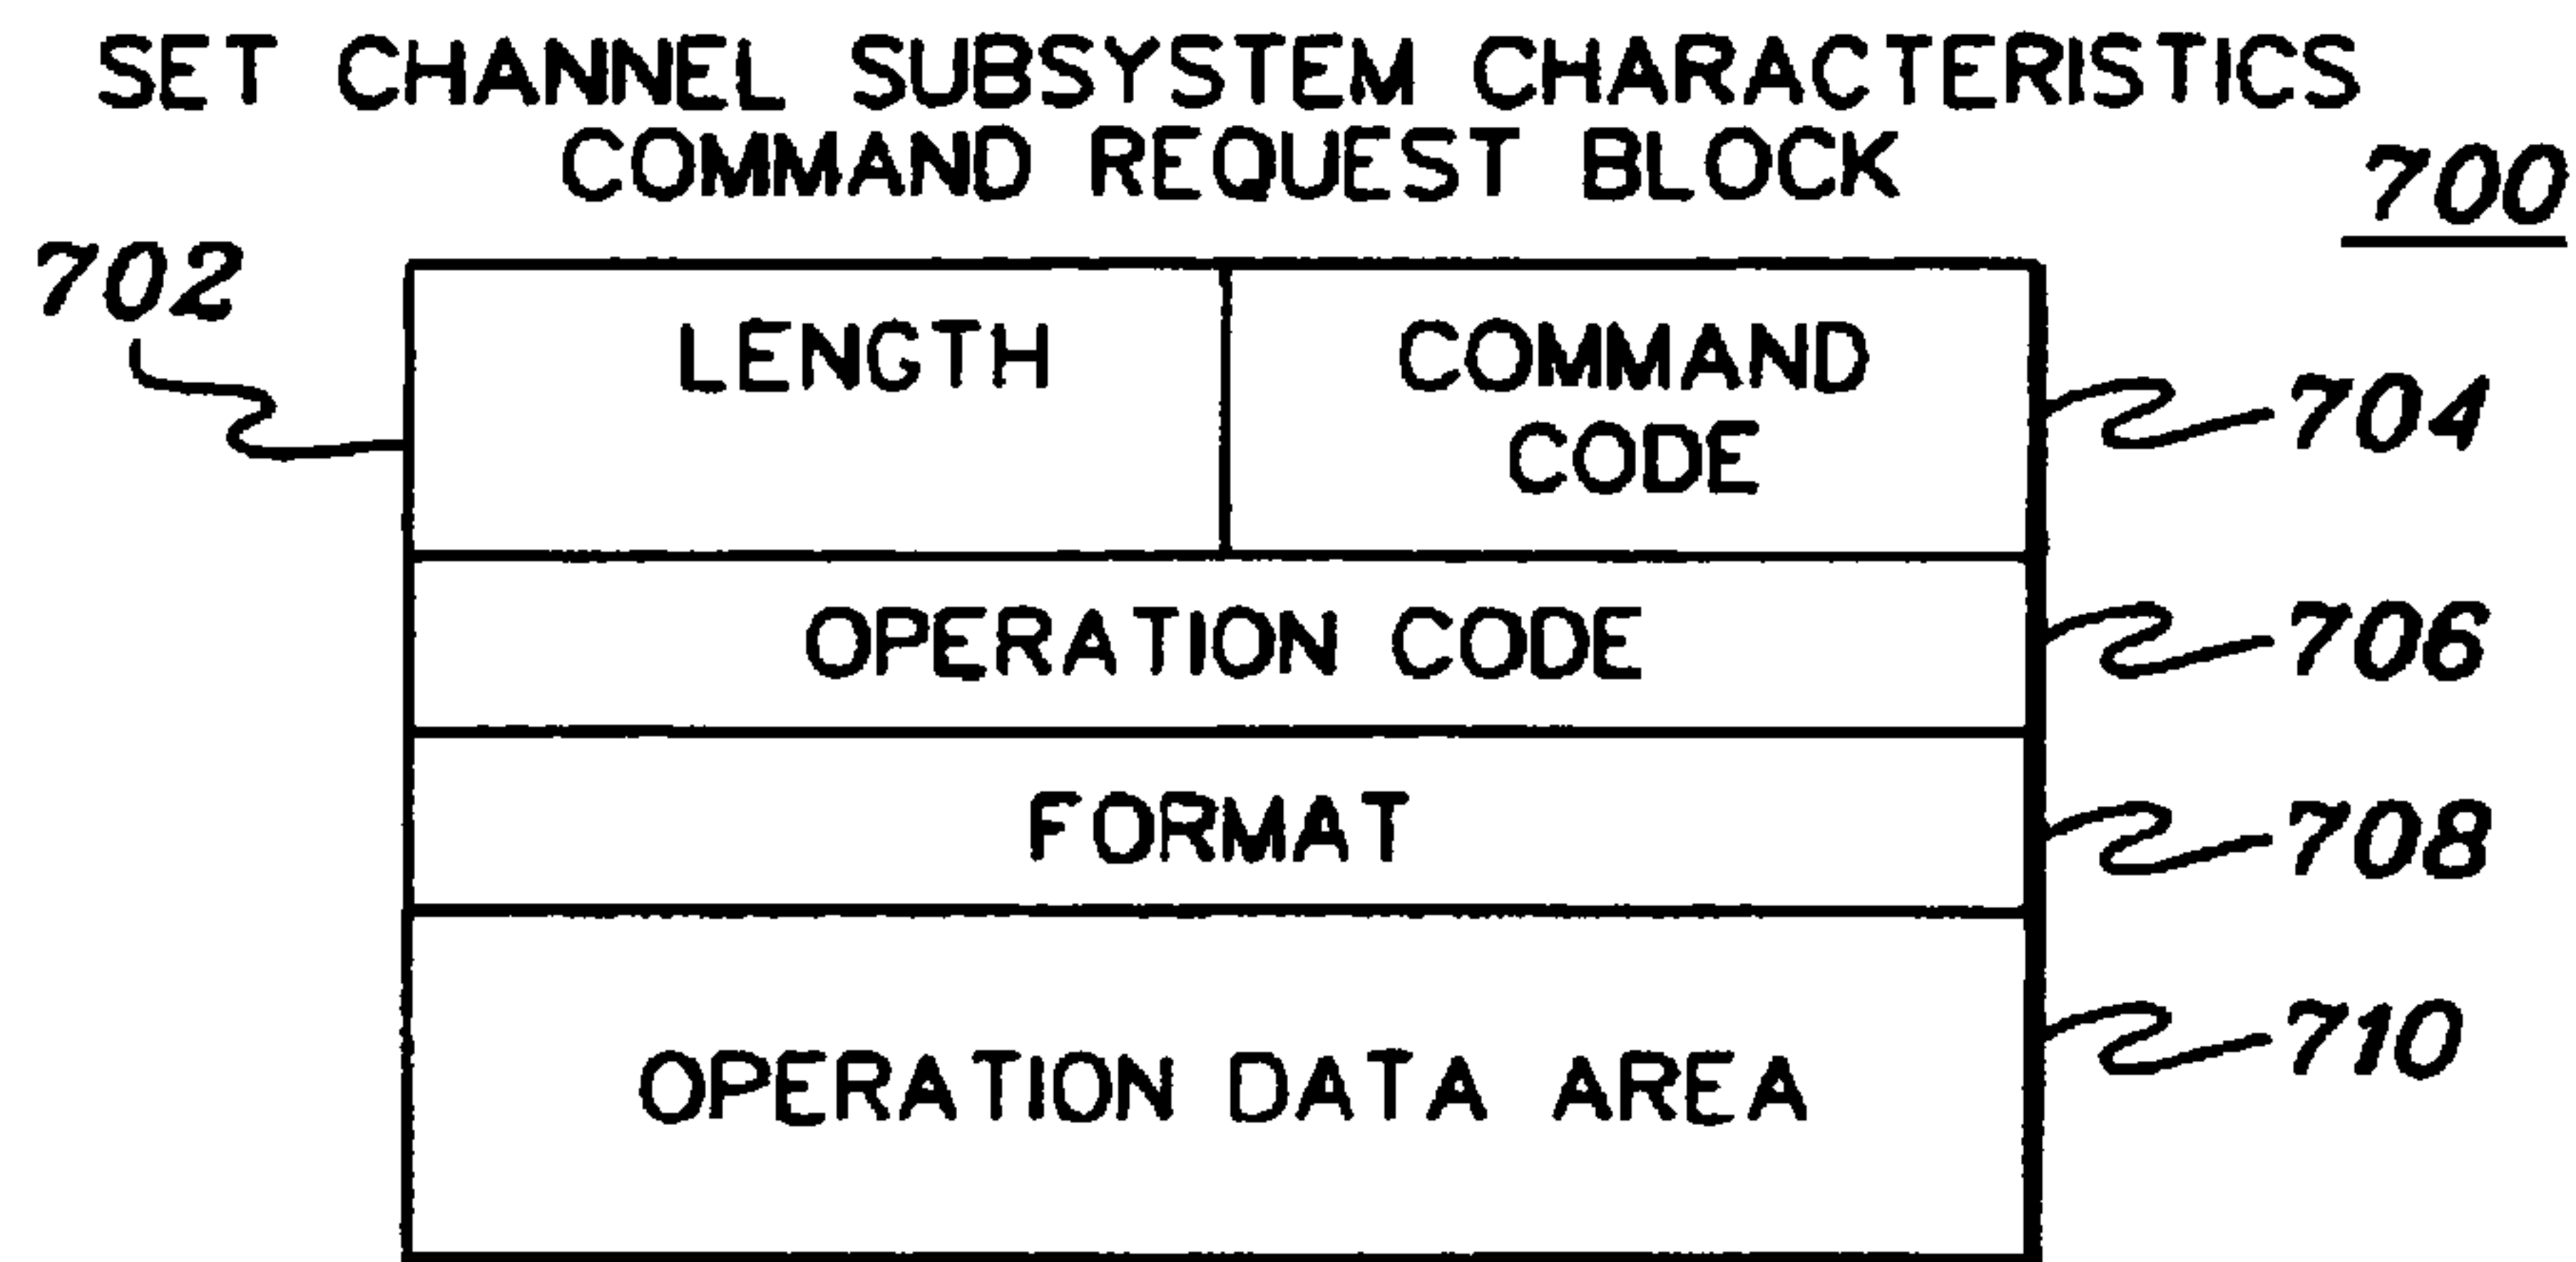 SET CHANNEL SUBSYSTEM CHARACTERISTICS
COMMAND REQUEST BLOCK
700
702
LENGTH
COMMAND
CODE
704
OPERATION CODE
706
FORMAT
708
OPERATION DATA AREA
710